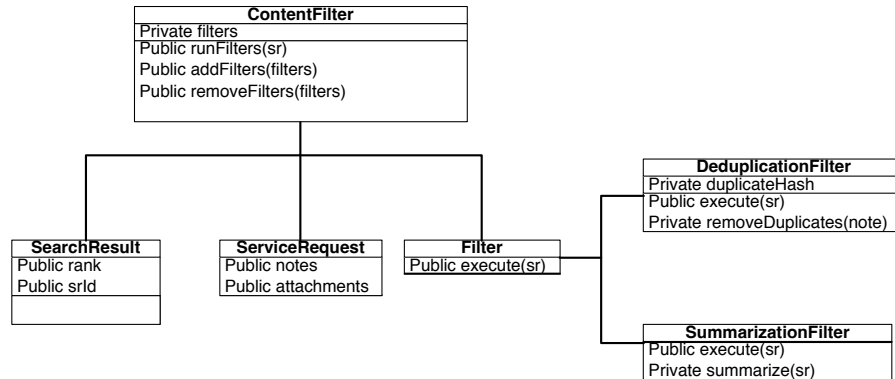 ContentFilter
Private filters
Public runFilters(sr)
Public addFilters(filters)
Public removeFilters(filters)
DeduplicationFilter
Private duplicateHash
Public execute(sr)
Private removeDuplicates(note)
SearchResult
Public rank
Public srId
ServiceRequest
Public notes
Public attachments
Filter
Public execute(sr)
SummarizationFilter
Public execute(sr)
Private summarize(sr)